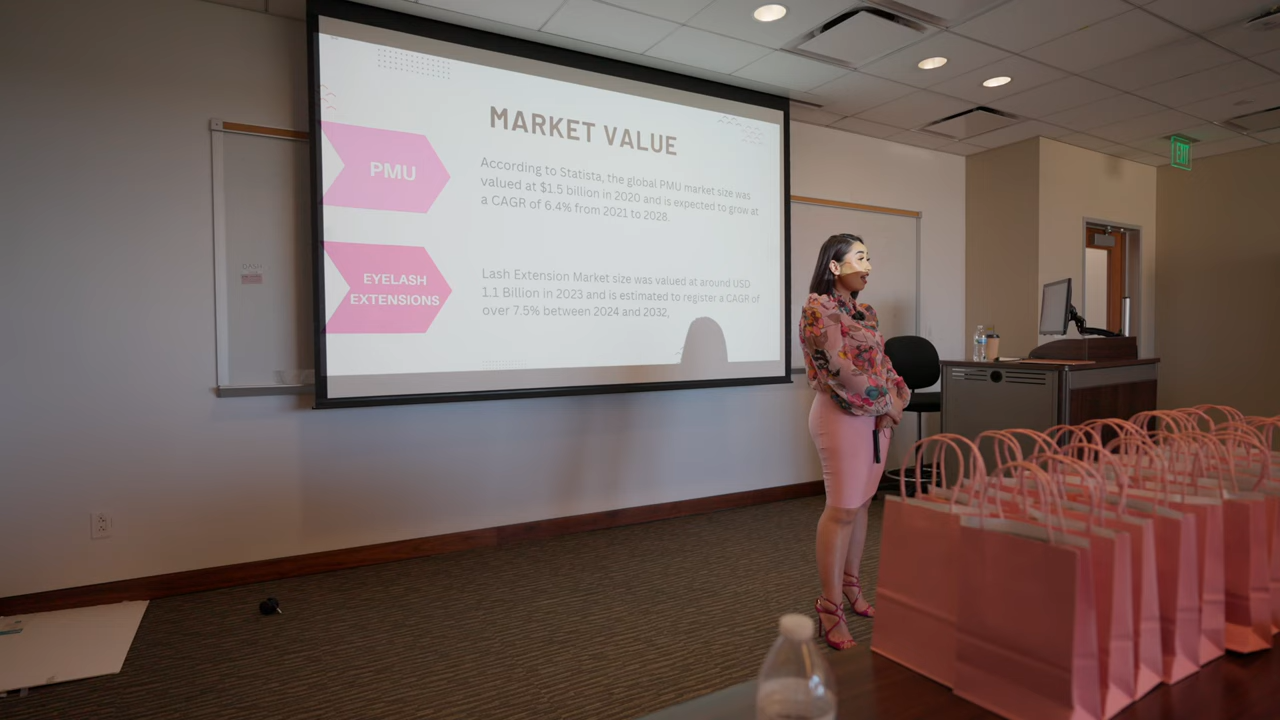 MARKET VALUE
PMU
According to Statista, the global PMU market size was
valued at $1.5 billion in 2020 and is expected to grow at
a CAGR of 6.4% from 2021 to 2028.
EYELASH
EXTENSIONS
Lash Extension Market size was valued at around USD
1.1 Billion in 2023 and is estimated to register a CAGR of
over 7.5% between 2024 and 2032,
EXIT